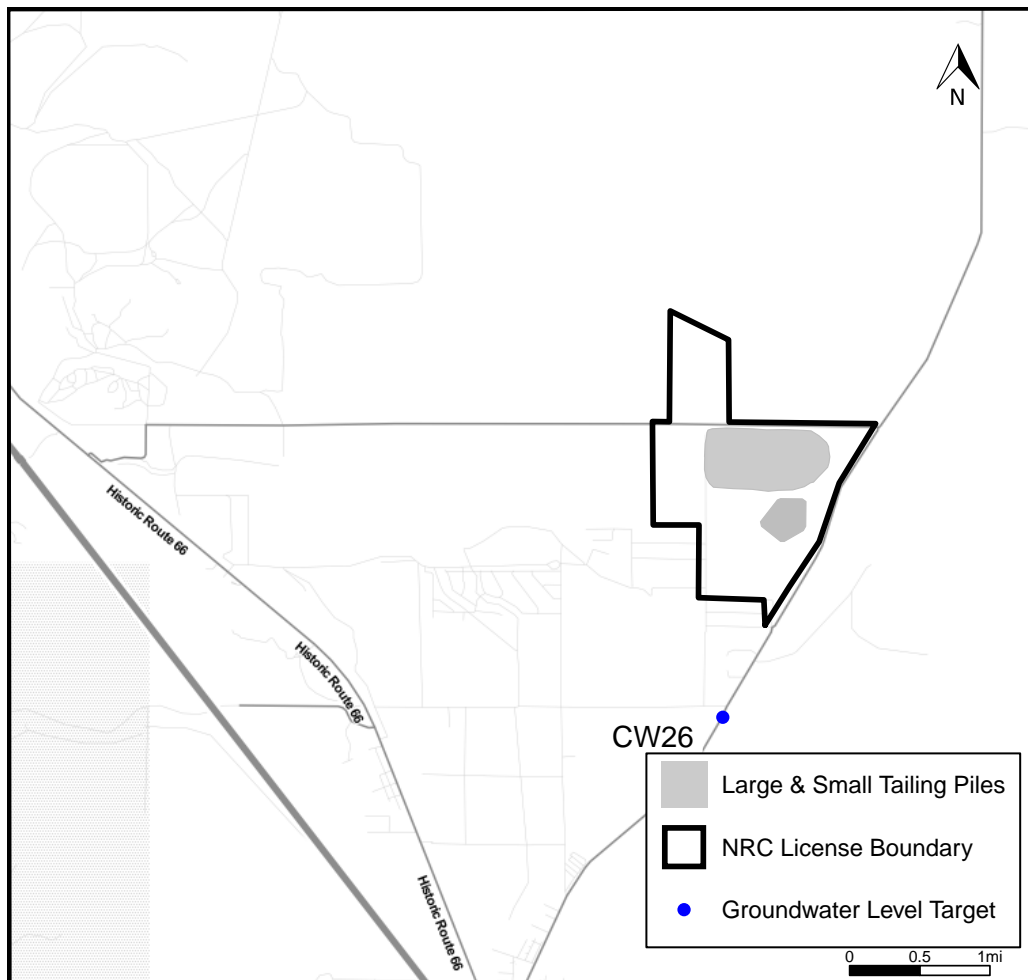 N
Historic Route 66
Historic Route 66
CW26
Large & Small Tailing Piles
NRC License Boundary
Historic Route 66
Groundwater Level Target
0 0.5 1mi